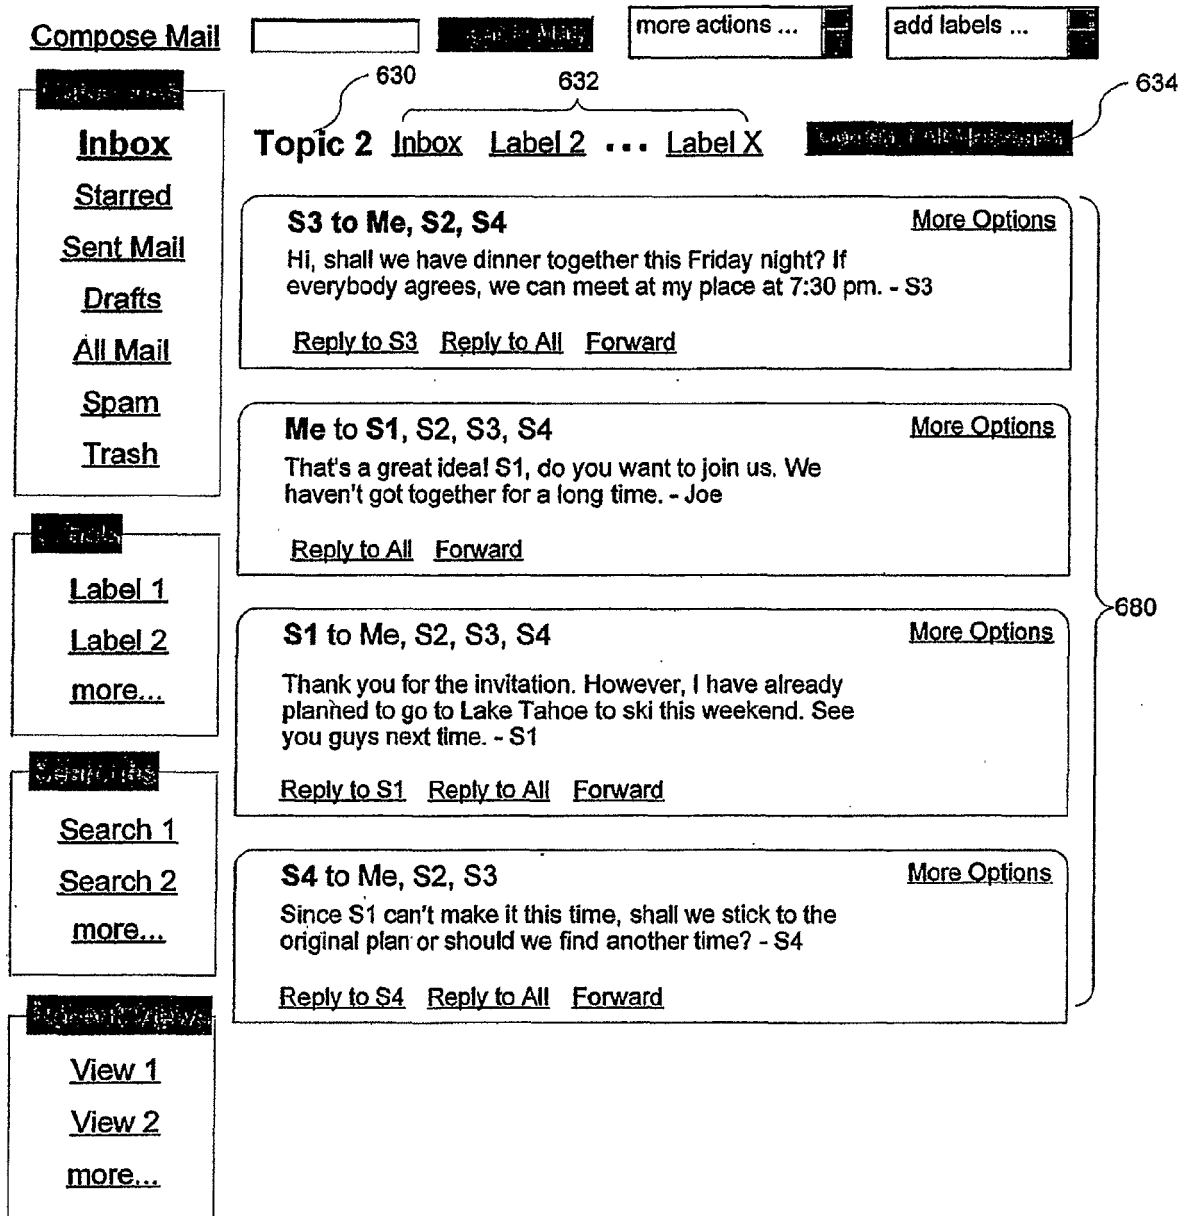 Compose Mail
more actions ...
add labels ...
630
632
634
Inbox
Starred
Sent Mail
Drafts
All Mail
Spam
Trash
Label 1
Label 2
more...
Searches
Search 1
Search 2
more...
Recent Views
View 1
View 2
more...
Topic 2 Inbox Label 2 ... Label X
S3 to Me, S2, S4 More Options
Hi, shall we have dinner together this Friday night? If
everybody agrees, we can meet at my place at 7:30 pm. - S3
Reply to S3 Reply to All Forward
Me to S1, S2, S3, S4 More Options
That's a great idea! S1, do you want to join us. We
haven't got together for a long time. - Joe
Reply to All Forward
S1 to Me, S2, S3, S4 More Options
Thank you for the invitation. However, I have already
planned to go to Lake Tahoe to ski this weekend. See
you guys next time. - S1
Reply to S1 Reply to All Forward
S4 to Me, S2, S3 More Options
Since S1 can't make it this time, shall we stick to the
original plan or should we find another time? - S4
Reply to S4 Reply to All Forward
680